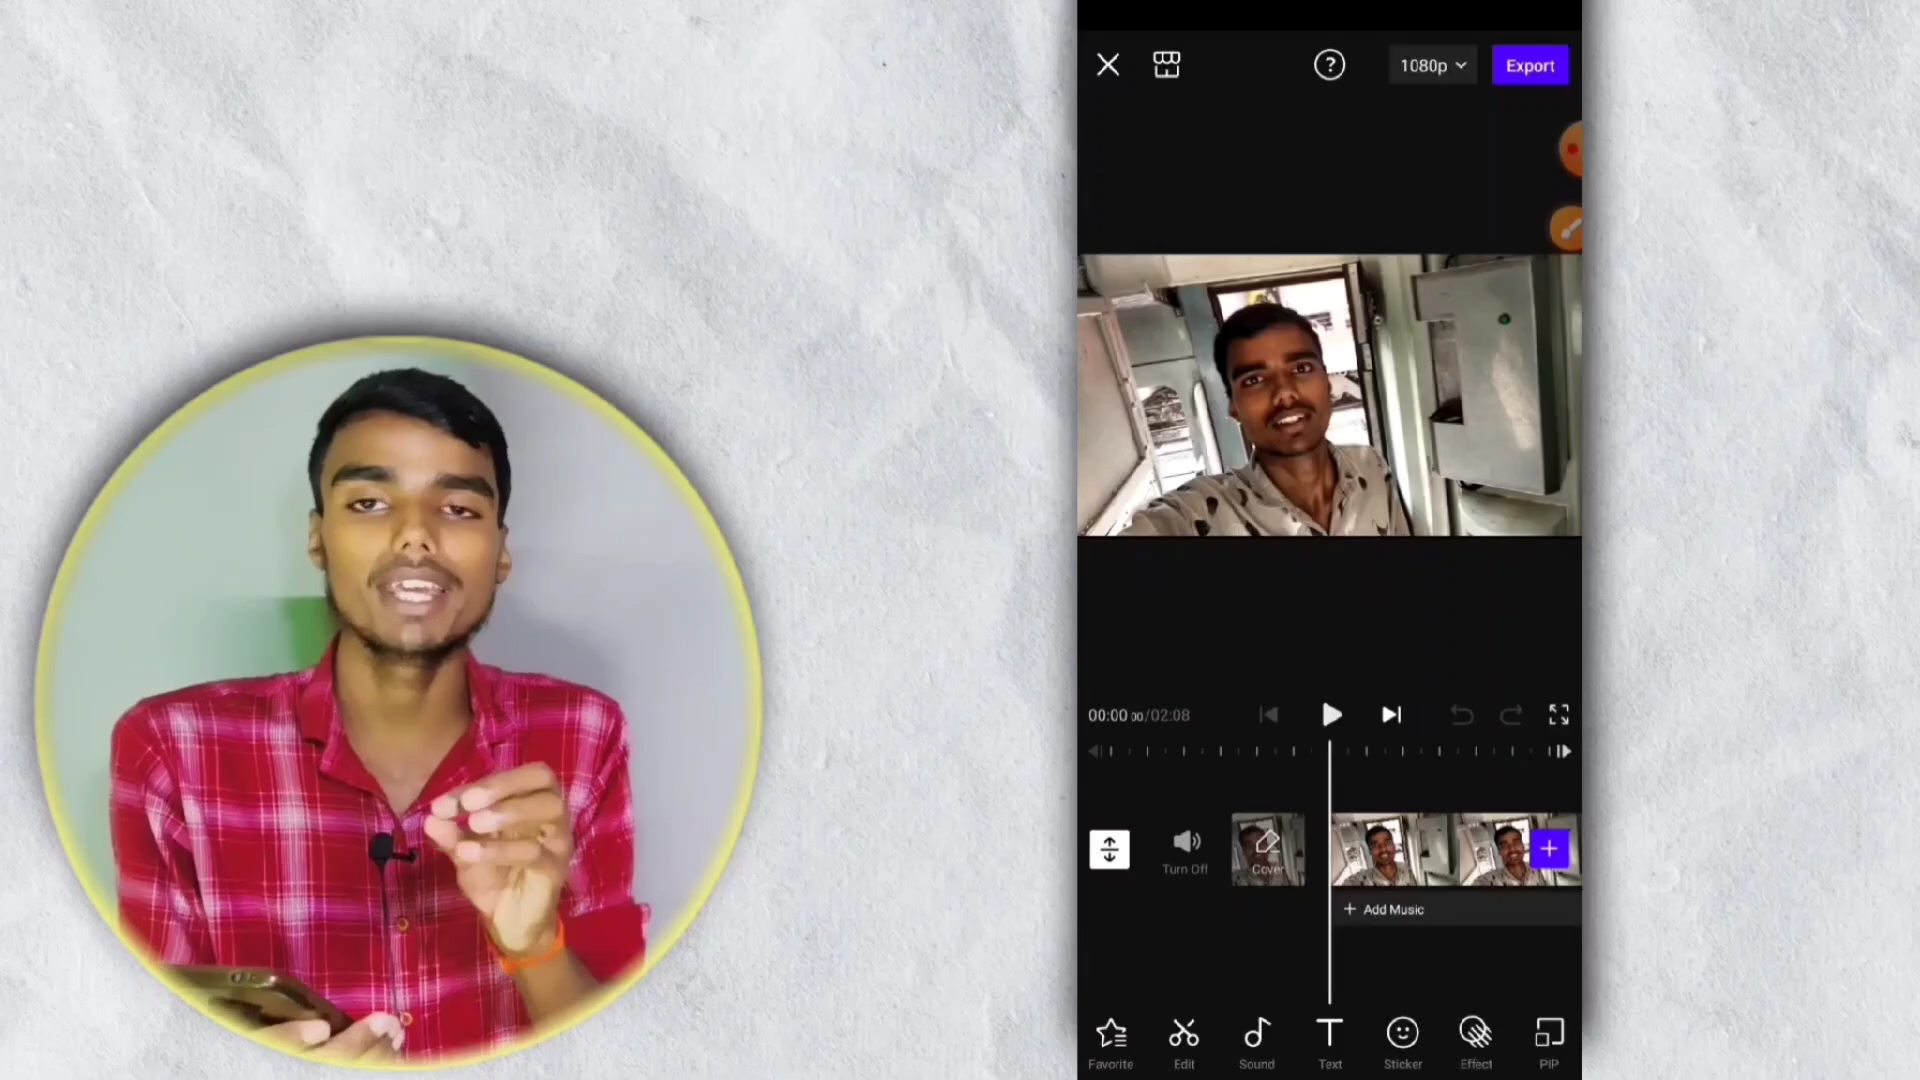 1080p
Export
00:00 00/02:08
Turn Off
Cover
+ Add Music
Favorite
Edit
Sound
Text
Sticker
Effect
PIP